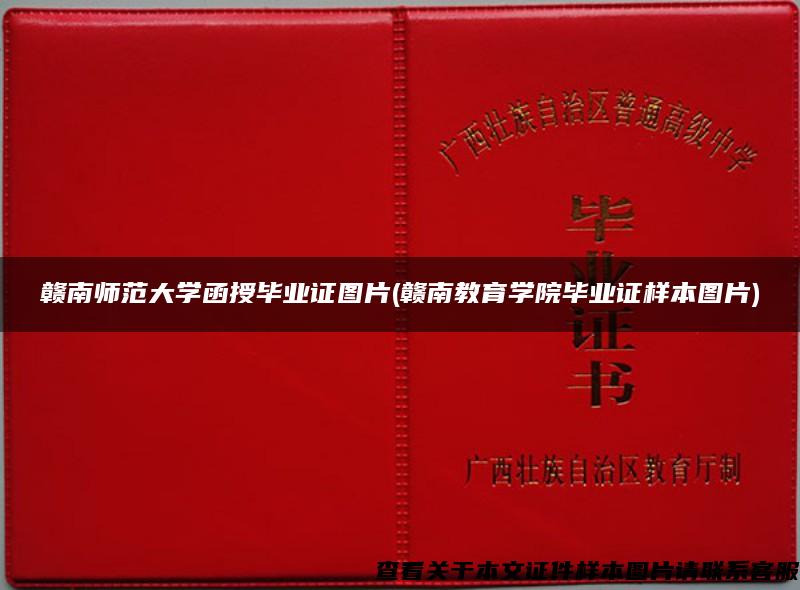 广西壮族自治区普通高级中学
毕业证书
赣南师范大学函授毕业证图片(赣南教育学院毕业证样本图片)
广西壮族自治区教育厅制
查看关于本文证件样本图片请联系客服